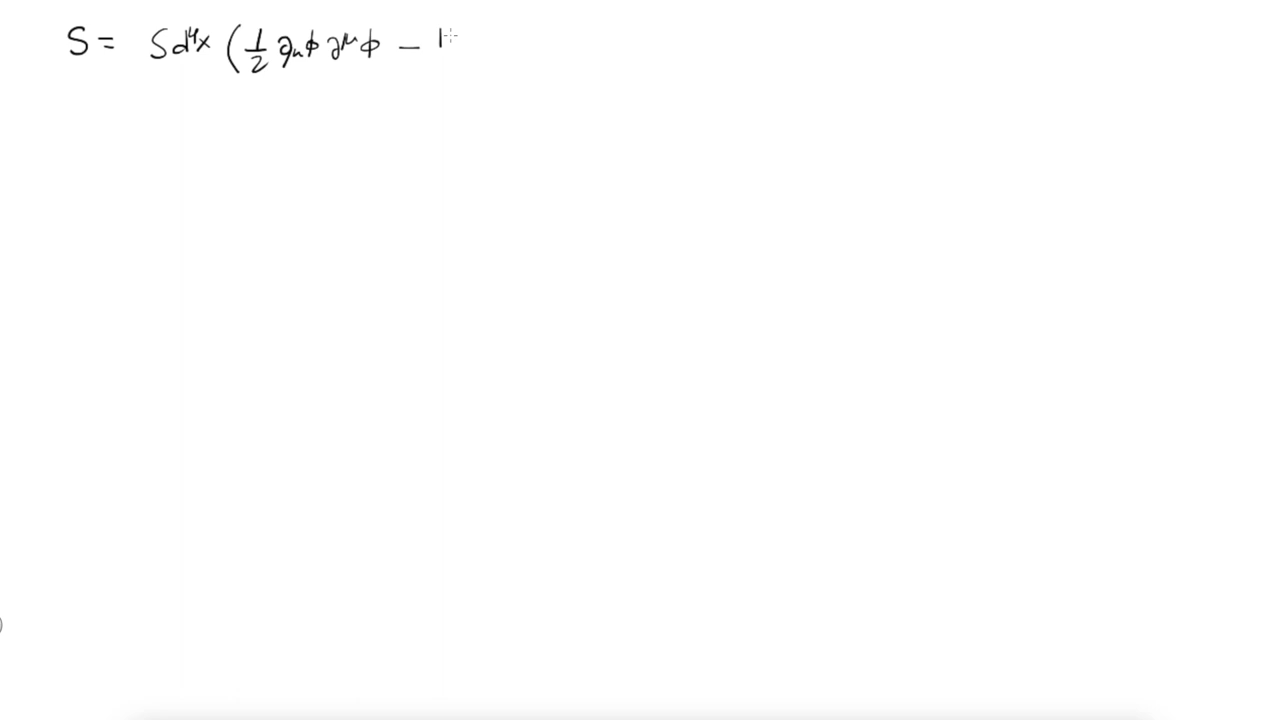 S = ∫d⁴x (½ ∂μϕ ∂^μϕ −